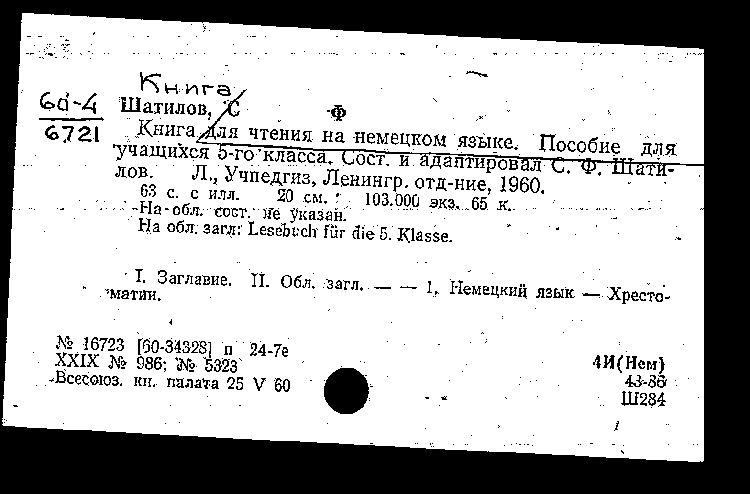 Книга
60-4
6721
Шатилов, С Ф
Книга для чтения на немецком языке. Пособие для
учащихся 5-го класса. Сост. и адаптировал С. Ф. Шати-
лов. Л., Учпедгиз, Ленингр. отд-ние, 1960.
63 с. с илл. 20 см. 103.000 экз. 65 к.
На обл. сост. не указан.
На обл. загл: Lesebuch für die 5. Klasse.
I. Заглавие. II. Обл. загл. — — 1. Немецкий язык — Хресто-
матии.
№ 16723 [60-34328] п 24-7е
XXIX № 986; № 5323
Всесоюз. кн. палата 25 V 60
4И(Нем)
43-86
Ш284